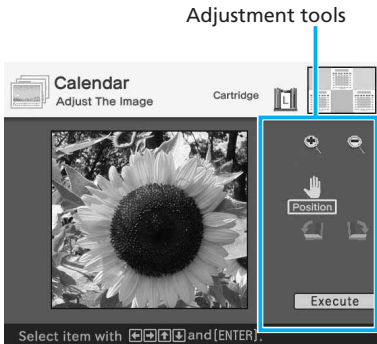 Adjustment tools
Calendar
Adjust The Image
Cartridge
L
Position
Execute
Select item with ←→↑↓ and [ENTER].